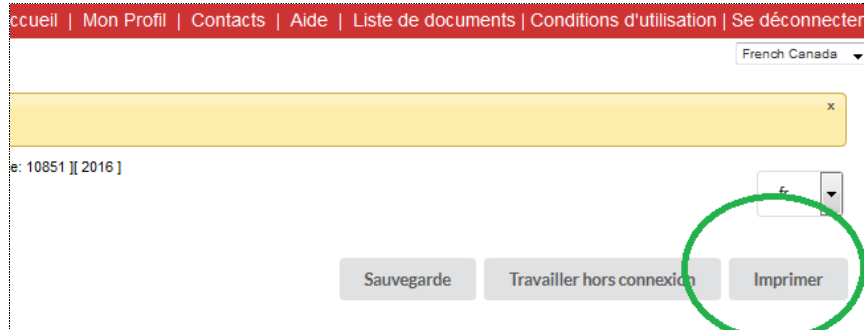 ccueil | Mon Profil | Contacts | Aide | Liste de documents | Conditions d'utilisation | Se déconnecter
French Canada
x
e: 10851 ][ 2016 ]
fr
Sauvegarde Travailler hors connexion Imprimer